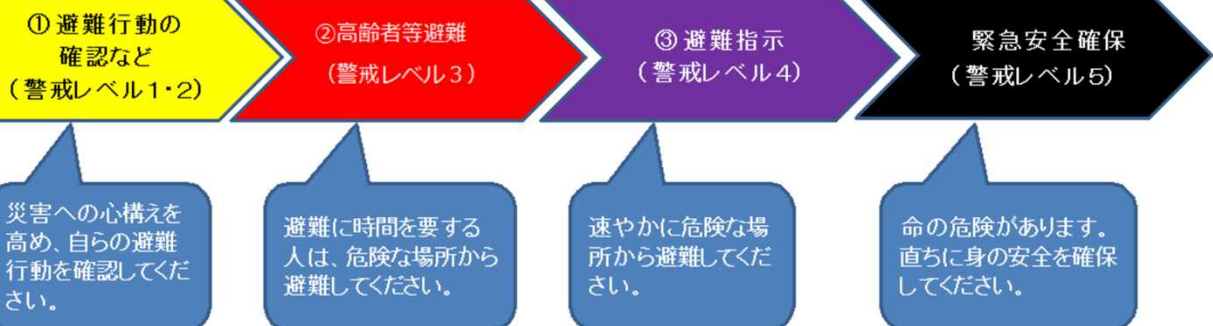 ①避難行動の
確認など
（警戒レベル1・2）
②高齢者等避難
（警戒レベル３）
③避難指示
（警戒レベル4）
緊急安全確保
（警戒レベル5）
災害への心構えを
高め、自らの避難
行動を確認してくだ
さい。
避難に時間を要する
人は、危険な場所から
避難してください。
速やかに危険な場
所から避難してくだ
さい。
命の危険があります。
直ちに身の安全を確保
してください。